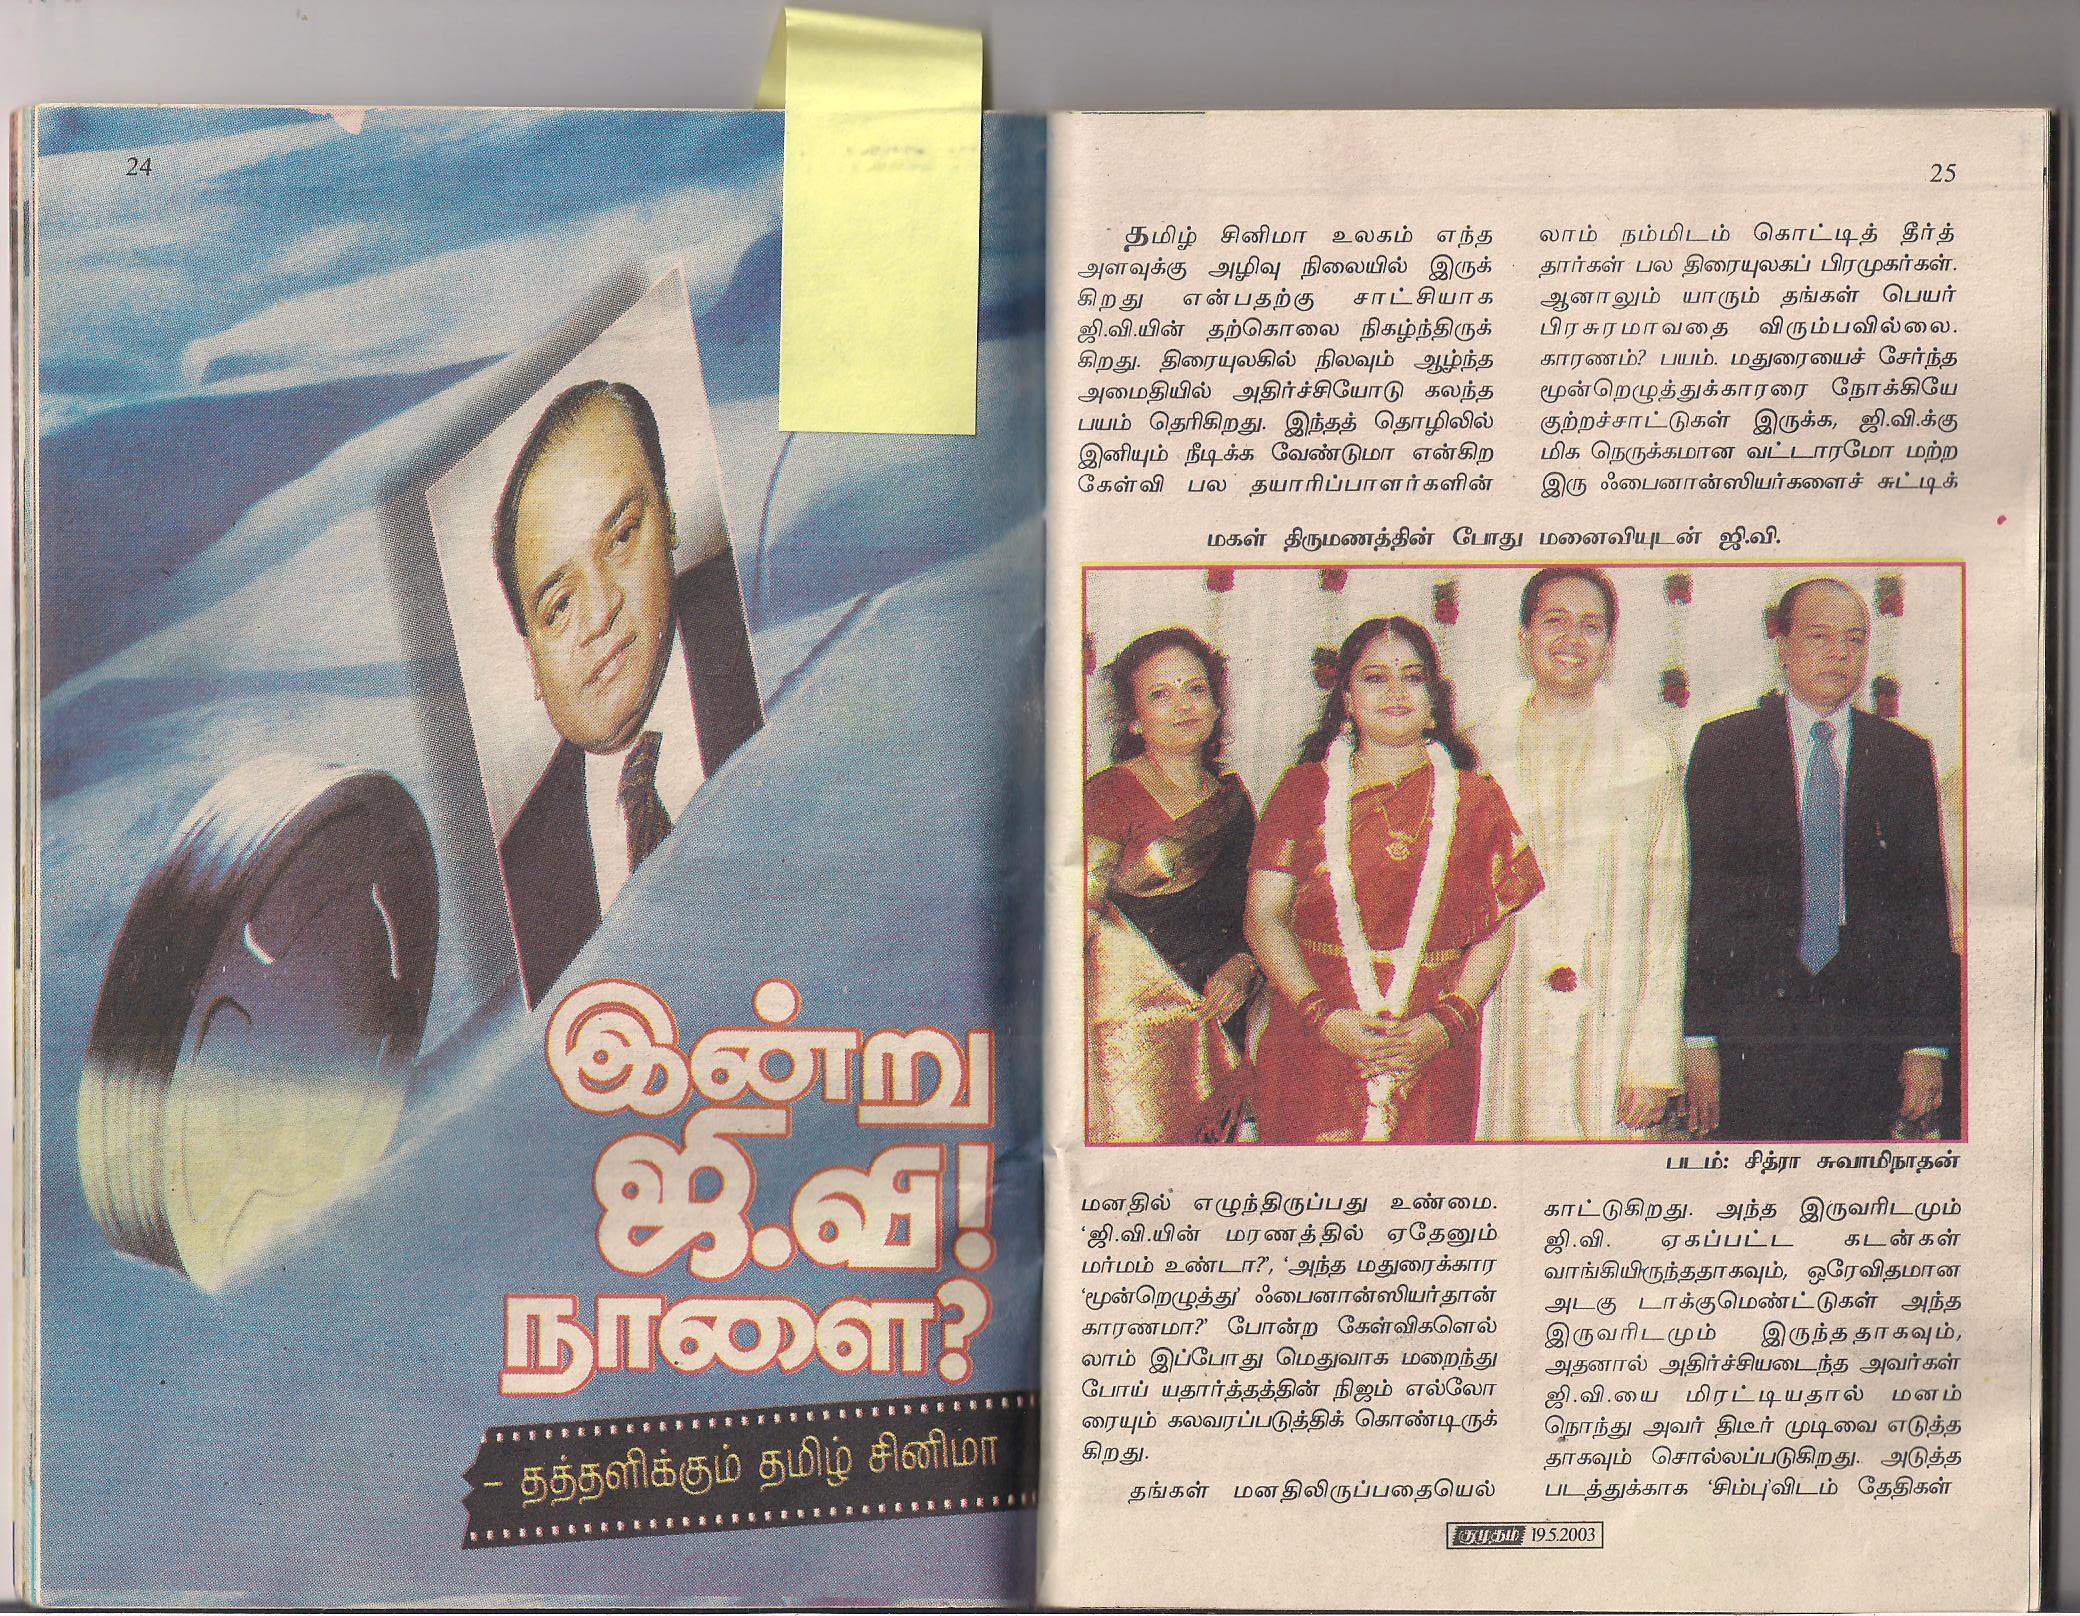 24
இன்று
ஜி.வி!
நாளை?
- தத்தளிக்கும் தமிழ் சினிமா
25
தமிழ் சினிமா உலகம் எந்த
அளவுக்கு அழிவு நிலையில் இருக்
கிறது என்பதற்கு சாட்சியாக
ஜி.வி.யின் தற்கொலை நிகழ்ந்திருக்
கிறது. திரையுலகில் நிலவும் ஆழ்ந்த
அமைதியில் அதிர்ச்சியோடு கலந்த
பயம் தெரிகிறது. இந்தத் தொழிலில்
இனியும் நீடிக்க வேண்டுமா என்கிற
கேள்வி பல தயாரிப்பாளர்களின்
மகள் திருமணத்தின் போது மனைவியுடன் ஜி.வி.
படம்: சித்ரா சுவாமிநாதன்
மனதில் எழுந்திருப்பது உண்மை.
'ஜி.வி.யின் மரணத்தில் ஏதேனும்
மர்மம் உண்டா?', 'அந்த மதுரைக்கார
'மூன்றெழுத்து' ஃபைனான்ஸியர்தான்
காரணமா?' போன்ற கேள்விகளெல்
லாம் இப்போது மெதுவாக மறைந்து
போய் யதார்த்தத்தின் நிஜம் எல்லோ
ரையும் கலவரப்படுத்திக் கொண்டிருக்
கிறது.
தங்கள் மனதிலிருப்பதையெல்
லாம் நம்மிடம் கொட்டித் தீர்த்
தார்கள் பல திரையுலகப் பிரமுகர்கள்.
ஆனாலும் யாரும் தங்கள் பெயர்
பிரசுரமாவதை விரும்பவில்லை.
காரணம்? பயம். மதுரையைச் சேர்ந்த
மூன்றெழுத்துக்காரரை நோக்கியே
குற்றச்சாட்டுகள் இருக்க, ஜி.வி.க்கு
மிக நெருக்கமான வட்டாரமோ மற்ற
இரு ஃபைனான்ஸியர்களைச் சுட்டிக்
காட்டுகிறது. அந்த இருவரிடமும்
ஜி.வி. ஏகப்பட்ட கடன்கள்
வாங்கியிருந்ததாகவும், ஒரேவிதமான
அடகு டாக்குமெண்ட்டுகள் அந்த
இருவரிடமும் இருந்ததாகவும்,
அதனால் அதிர்ச்சியடைந்த அவர்கள்
ஜி.வி.யை மிரட்டியதால் மனம்
நொந்து அவர் திடீர் முடிவை எடுத்த
தாகவும் சொல்லப்படுகிறது. அடுத்த
படத்துக்காக 'சிம்பு'விடம் தேதிகள்
குமுதம் 19.5.2003